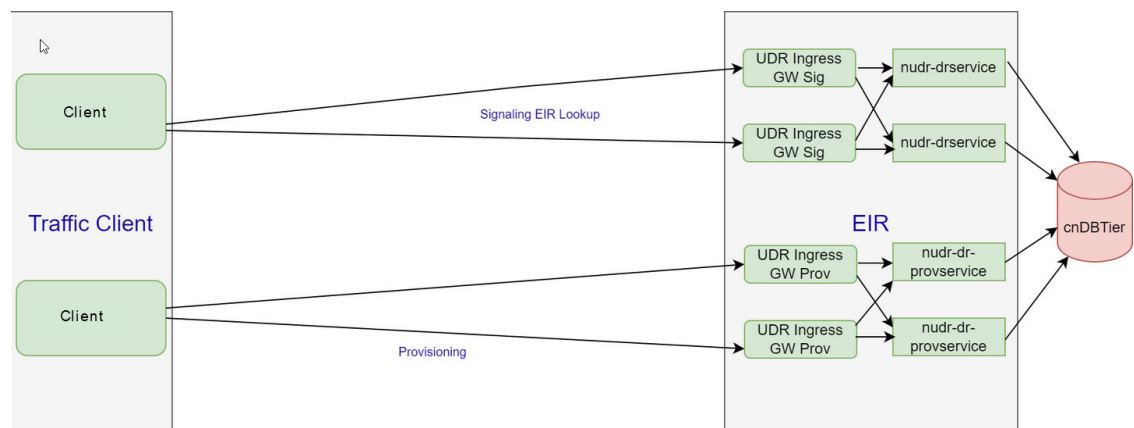 Client
Signaling EIR Lookup
UDR Ingress
GW Sig
nudr-drservice
UDR Ingress
GW Sig
nudr-drservice
Traffic Client
EIR
cnDBTier
Client
Provisioning
UDR Ingress
GW Prov
nudr-dr-
provservice
UDR Ingress
GW Prov
nudr-dr-
provservice